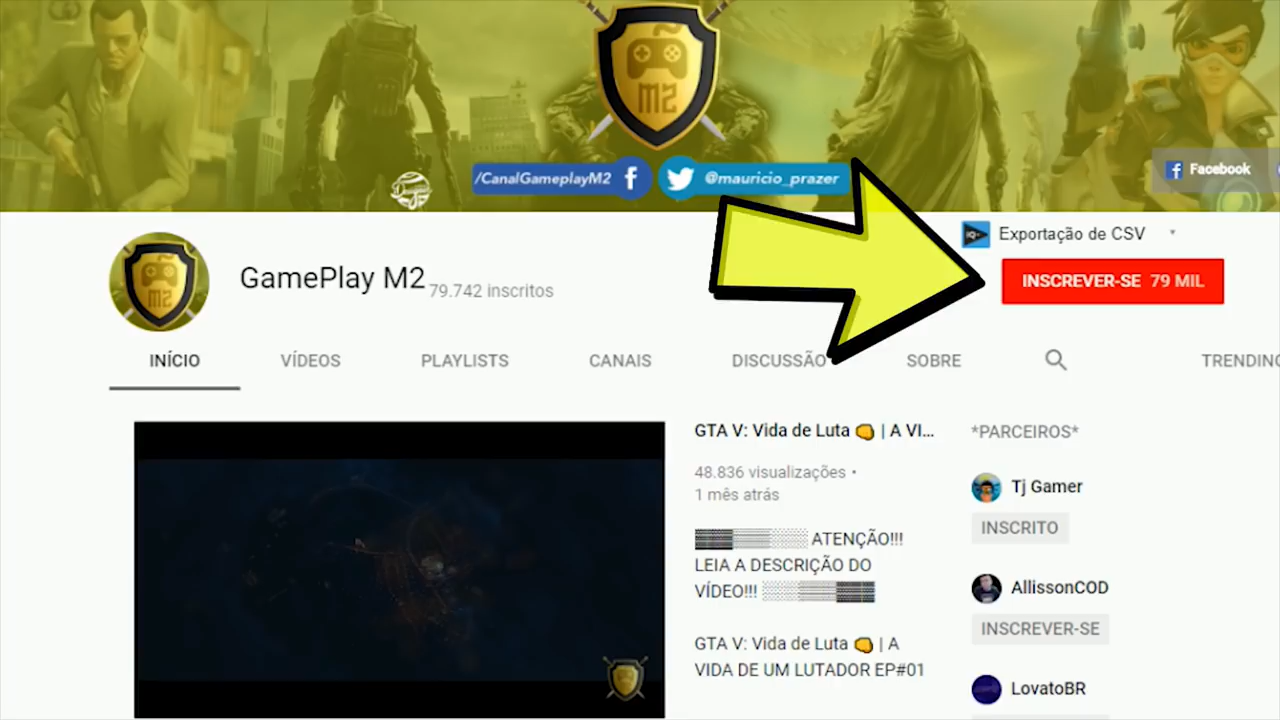 M2
/CanalGameplayM2
@mauricio_prazer
Facebook
IQ
Exportação de CSV
GamePlay M2
79.742 inscritos
INSCREVER-SE 79 MIL
INÍCIO
VÍDEOS
PLAYLISTS
CANAIS
DISCUSSÃO
SOBRE
TRENDING
GTA V: Vida de Luta 🤜 | A VI...
48.836 visualizações •
1 mês atrás
▓▓▒▒░░ ATENÇÃO!!!
LEIA A DESCRIÇÃO DO
VÍDEO!!! ░░▒▒▓▓
GTA V: Vida de Luta 🤜 | A
VIDA DE UM LUTADOR EP#01
*PARCEIROS*
Tj Gamer
INSCRITO
AllissonCOD
INSCREVER-SE
LovatoBR